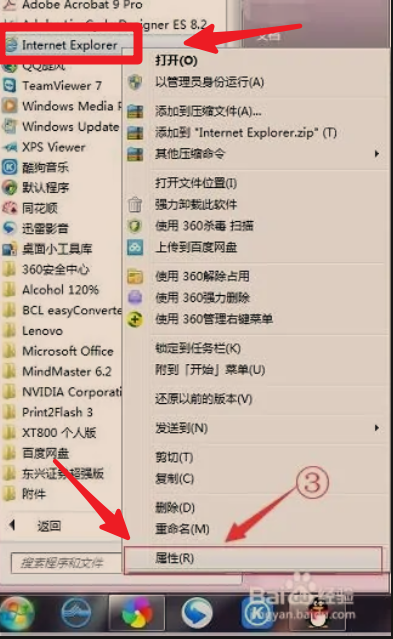 Adobe Acrobat 9 Pro
Designer ES 8.2
Internet Explorer
QQ旋风
TeamViewer 7
Windows Media
Windows Update
XPS Viewer
酷狗音乐
默认程序
同花顺
迅雷影音
桌面小工具库
360安全中心
Alcohol 120%
BCL easyConverte
Lenovo
Microsoft Office
MindMaster 6.2
NVIDIA Corporati
Print2Flash 3
XT800 个人版
百度网盘
东兴证券超强版
附件
返回
搜索程序和文件
打开(O)
以管理员身份运行(A)
添加到压缩文件(A)...
添加到 "Internet Explorer.zip" (T)
其他压缩命令
打开文件位置(I)
强力卸载此软件
使用 360杀毒 扫描
上传到百度网盘
使用 360解除占用
使用 360强力删除
使用 360管理右键菜单
锁定到任务栏(K)
附到「开始」菜单(U)
还原以前的版本(V)
发送到(N)
剪切(T)
复制(C)
删除(D)
重命名(M)
属性(R)
③
Baidu经验
jingyan.baidu.com